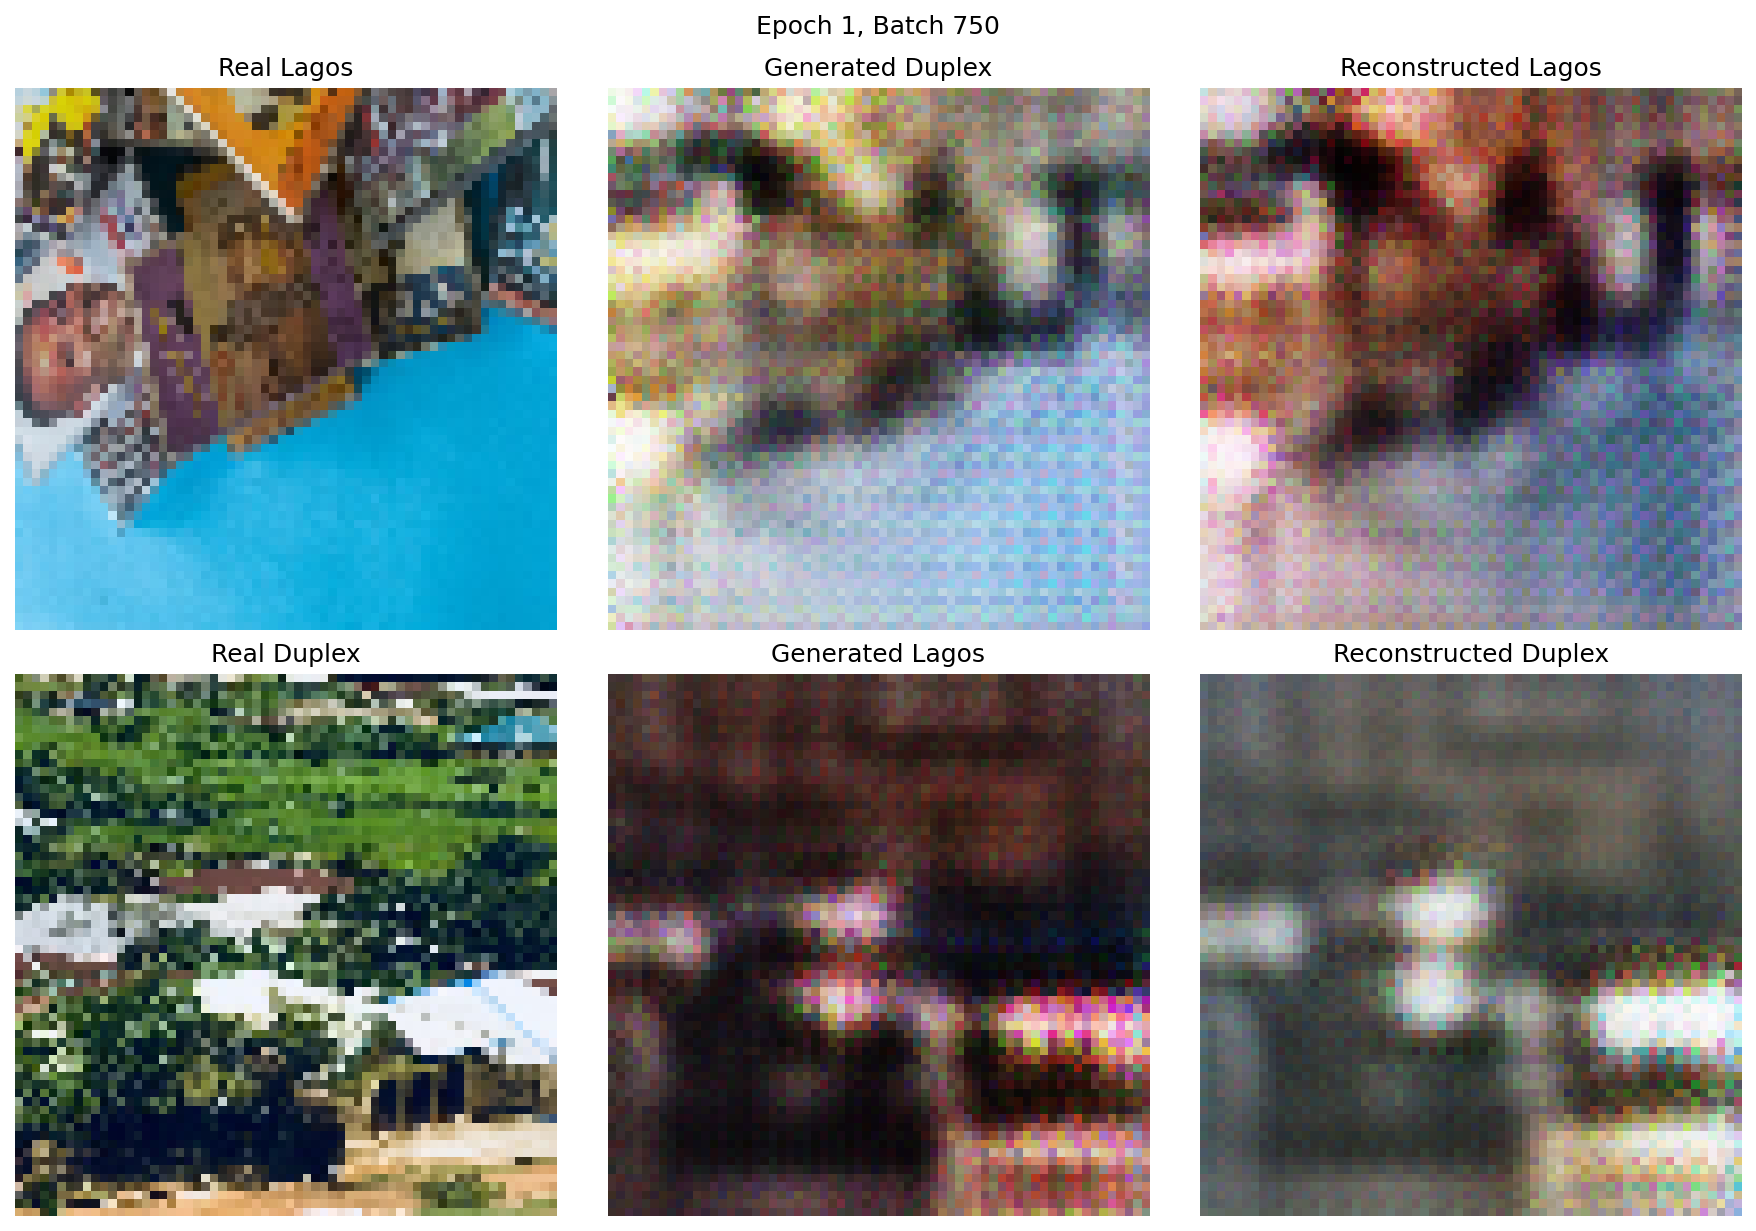 Epoch 1, Batch 750
Real Lagos
Generated Duplex
Reconstructed Lagos
Real Duplex
Generated Lagos
Reconstructed Duplex